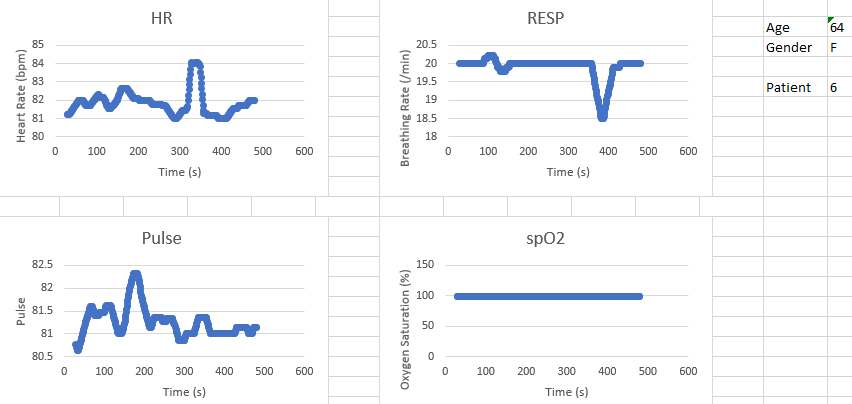 HR
Heart Rate (bpm)
85
84
83
82
81
80
0 100 200 300 400 500 600
Time (s)
RESP
Breathing Rate (/min)
20.5
20
19.5
19
18.5
18
0 100 200 300 400 500 600
Time (s)
Age 64
Gender F
Patient 6
Pulse
Pulse
82.5
82
81.5
81
80.5
0 100 200 300 400 500 600
Time (s)
spO2
Oxygen Saturation (%)
150
100
50
0
0 100 200 300 400 500 600
Time (s)